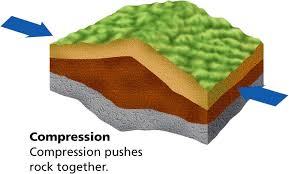 Compression
Compression pushes
rock together.